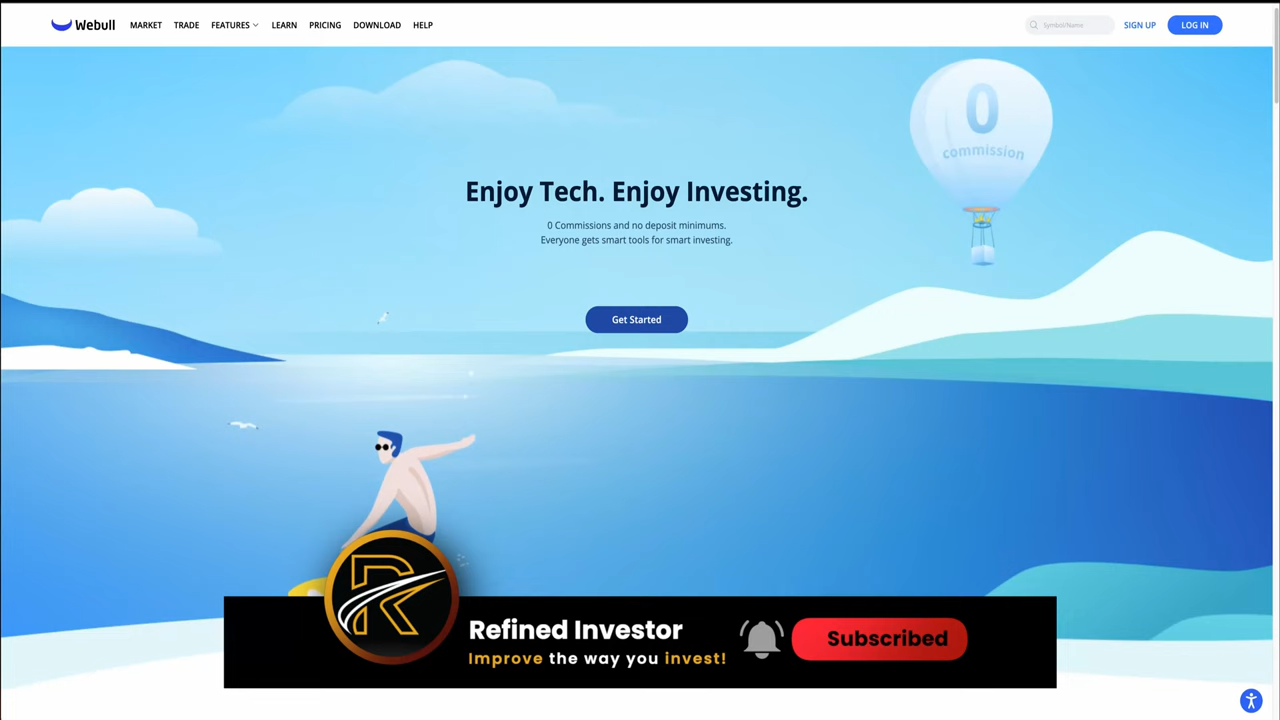 Webull MARKET TRADE FEATURES LEARN PRICING DOWNLOAD HELP Symbol/Name SIGN UP LOG IN
0
commission
Enjoy Tech. Enjoy Investing.
0 Commissions and no deposit minimums.
Everyone gets smart tools for smart investing.
Get Started
R
Refined Investor
Improve the way you invest!
Subscribed